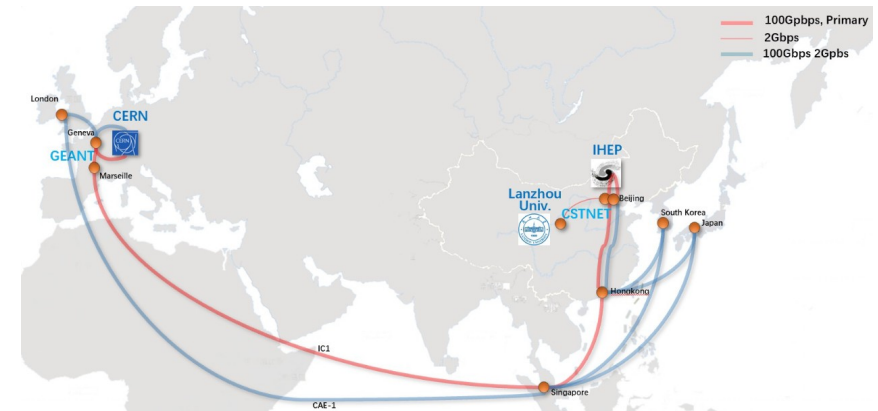 100Gpbps, Primary
2Gbps
100Gbps 2Gpbs
London
CERN
Geneva
CERN
GEANT
Marseille
IHEP
Lanzhou
Univ.
Beijing
CSTNET
South Korea
Japan
Hongkong
IC1
Singapore
CAE-1